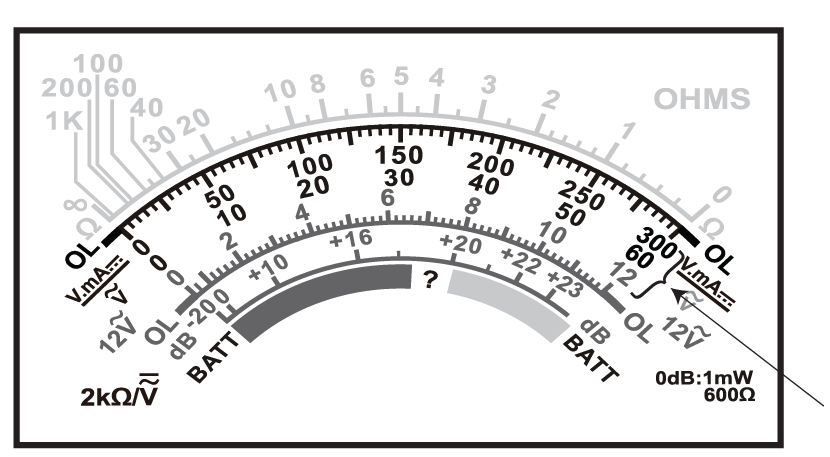 100
200 60
1K 40
30 20 10 8 6 5 4 3 2 1 0
OHMS
∞ Ω Ω
OL 0 50 100 150 200 250 300 OL
0 10 20 30 40 50 60
V.mA⎓ V.mA⎓
Ṽ Ṽ
0 2 4 6 8 10 12
12Ṽ OL OL 12Ṽ
dB -20 0 +10 +16 +20 +22 +23 dB
BATT ? BATT
2kΩ/V
0dB:1mW
600Ω